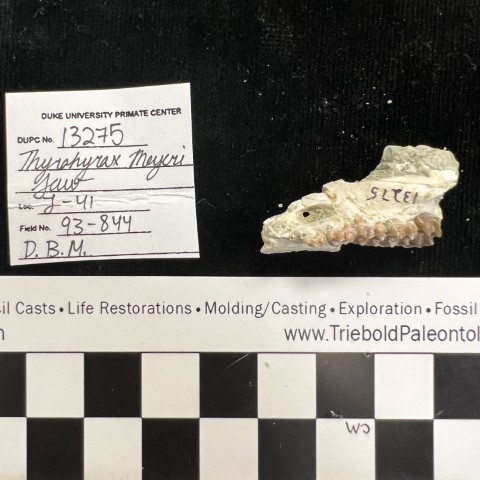 DUKE UNIVERSITY PRIMATE CENTER
DUPC No. 13275
Thyrohyrax Meyeri
Jaw
Loc. L-41
Field No. 93-844
D.B.M.
13275
il Casts • Life Restorations • Molding/Casting • Exploration • Fossil
m www.TrieboldPaleontol
CM